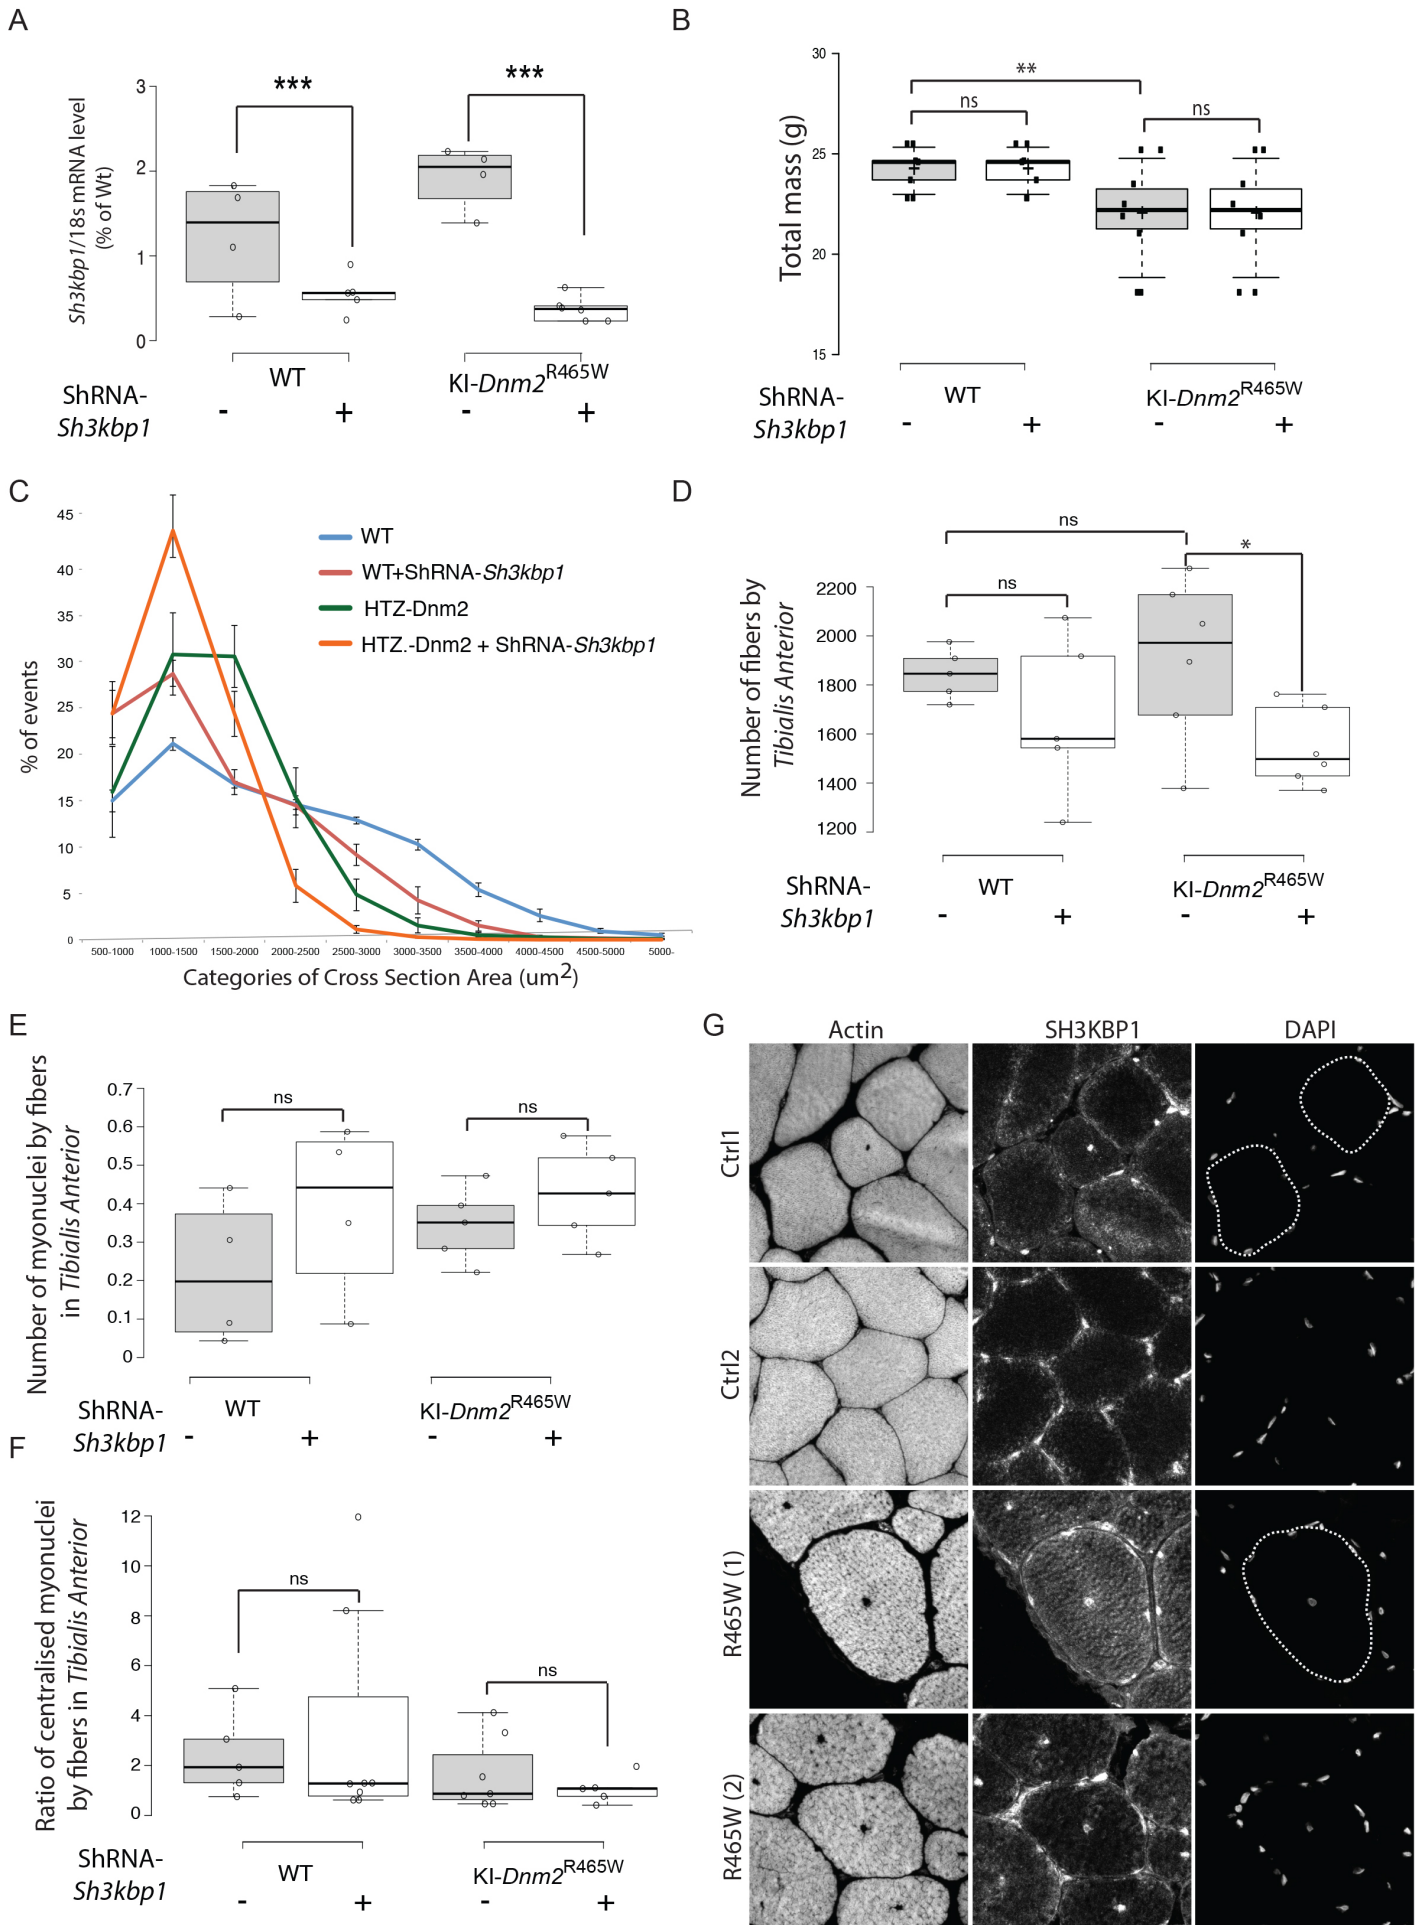 A
Sh3kbp1/18s mRNA level
(% of Wt)
3
2
1
0
***
***
WT
KI-Dnm2R465W
ShRNA-
Sh3kbp1
- + - +
B
Total mass (g)
30
25
20
15
**
ns
ns
WT
KI-Dnm2R465W
ShRNA-
Sh3kbp1
- + - +
C
% of events
45
40
35
30
25
20
15
10
5
0
WT
WT+ShRNA-Sh3kbp1
HTZ-Dnm2
HTZ.-Dnm2 + ShRNA-Sh3kbp1
500-1000 1000-1500 1500-2000 2000-2500 2500-3000 3000-3500 3500-4000 4000-4500 4500-5000 5000-
Categories of Cross Section Area (um2)
D
Number of fibers by
Tibialis Anterior
2200
2000
1800
1600
1400
1200
ns
*
ns
WT
KI-Dnm2R465W
ShRNA-
Sh3kbp1
- + - +
E
Number of myonuclei by fibers
in Tibialis Anterior
0.7
0.6
0.5
0.4
0.3
0.2
0.1
0
ns
ns
WT
KI-Dnm2R465W
ShRNA-
Sh3kbp1
- + - +
F
Ratio of centralised myonuclei
by fibers in Tibialis Anterior
12
10
8
6
4
2
0
ns
ns
WT
KI-Dnm2R465W
ShRNA-
Sh3kbp1
- + - +
G
Actin SH3KBP1 DAPI
Ctrl1
Ctrl2
R465W (1)
R465W (2)